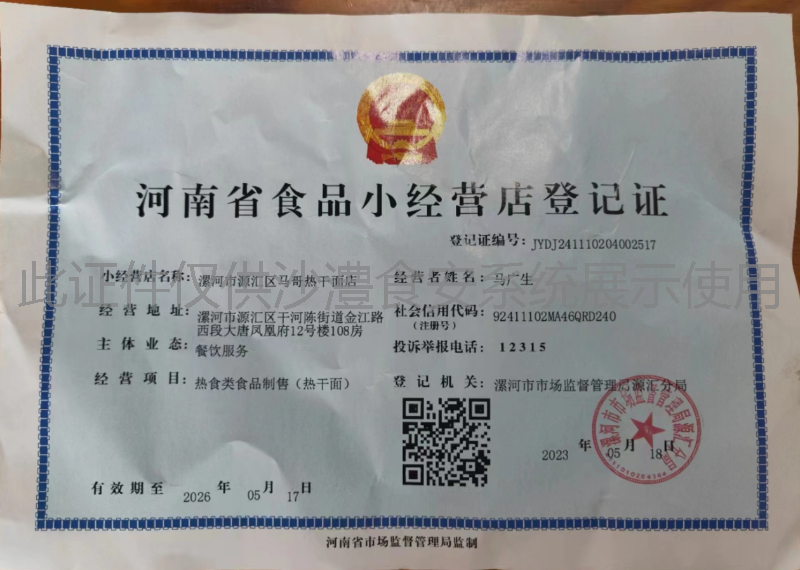 河南省食品小经营店登记证
登记证编号：JYDJ241110204002517
小经营店名称：漯河市源汇区马哥热干面店
经营者姓名：马广生
此证件仅供沙澧食安系统展示使用
经营地址：漯河市源汇区干河陈街道金江路
西段大唐凤凰府12号楼108房
社会信用代码：92411102MA46QRD240
（注册号）
主体业态：餐饮服务
投诉举报电话：12315
经营项目：热食类食品制售（热干面）
登记机关：漯河市市场监督管理局源汇分局
2023 年 05 月 18 日
有效期至 2026 年 05 月 17 日
河南省市场监督管理局监制